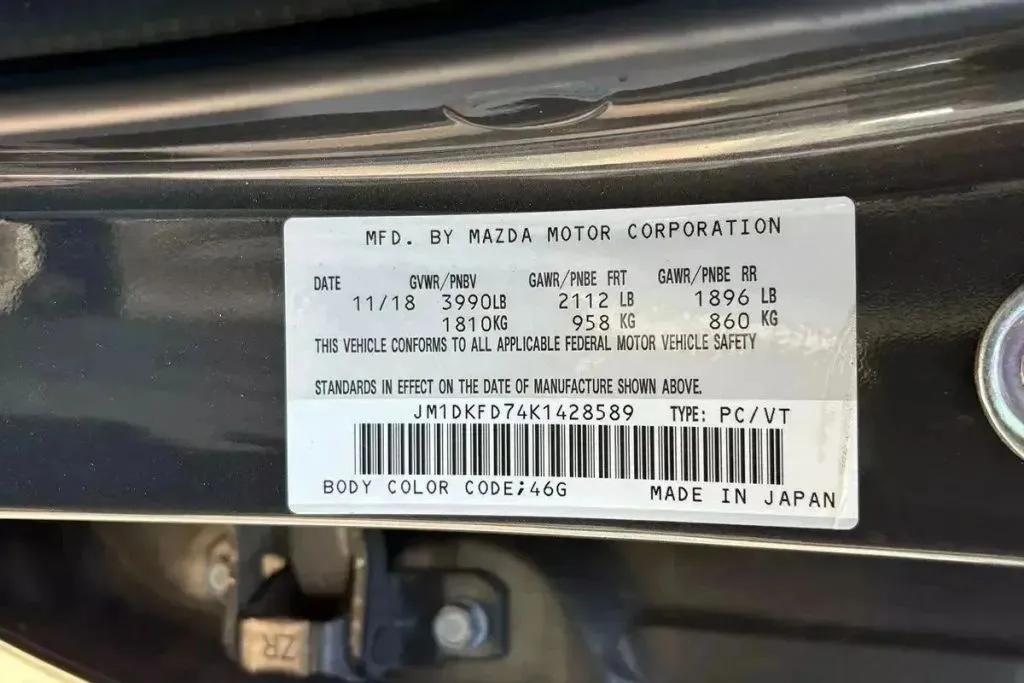 MFD. BY MAZDA MOTOR CORPORATION
DATE GVWR/PNBV GAWR/PNBE FRT GAWR/PNBE RR
11/18 3990LB 2112 LB 1896 LB
1810KG 958 KG 860 KG
THIS VEHICLE CONFORMS TO ALL APPLICABLE FEDERAL MOTOR VEHICLE SAFETY
STANDARDS IN EFFECT ON THE DATE OF MANUFACTURE SHOWN ABOVE.
JM1DKFD74K1428589 TYPE: PC/VT
BODY COLOR CODE;46G MADE IN JAPAN
ZR